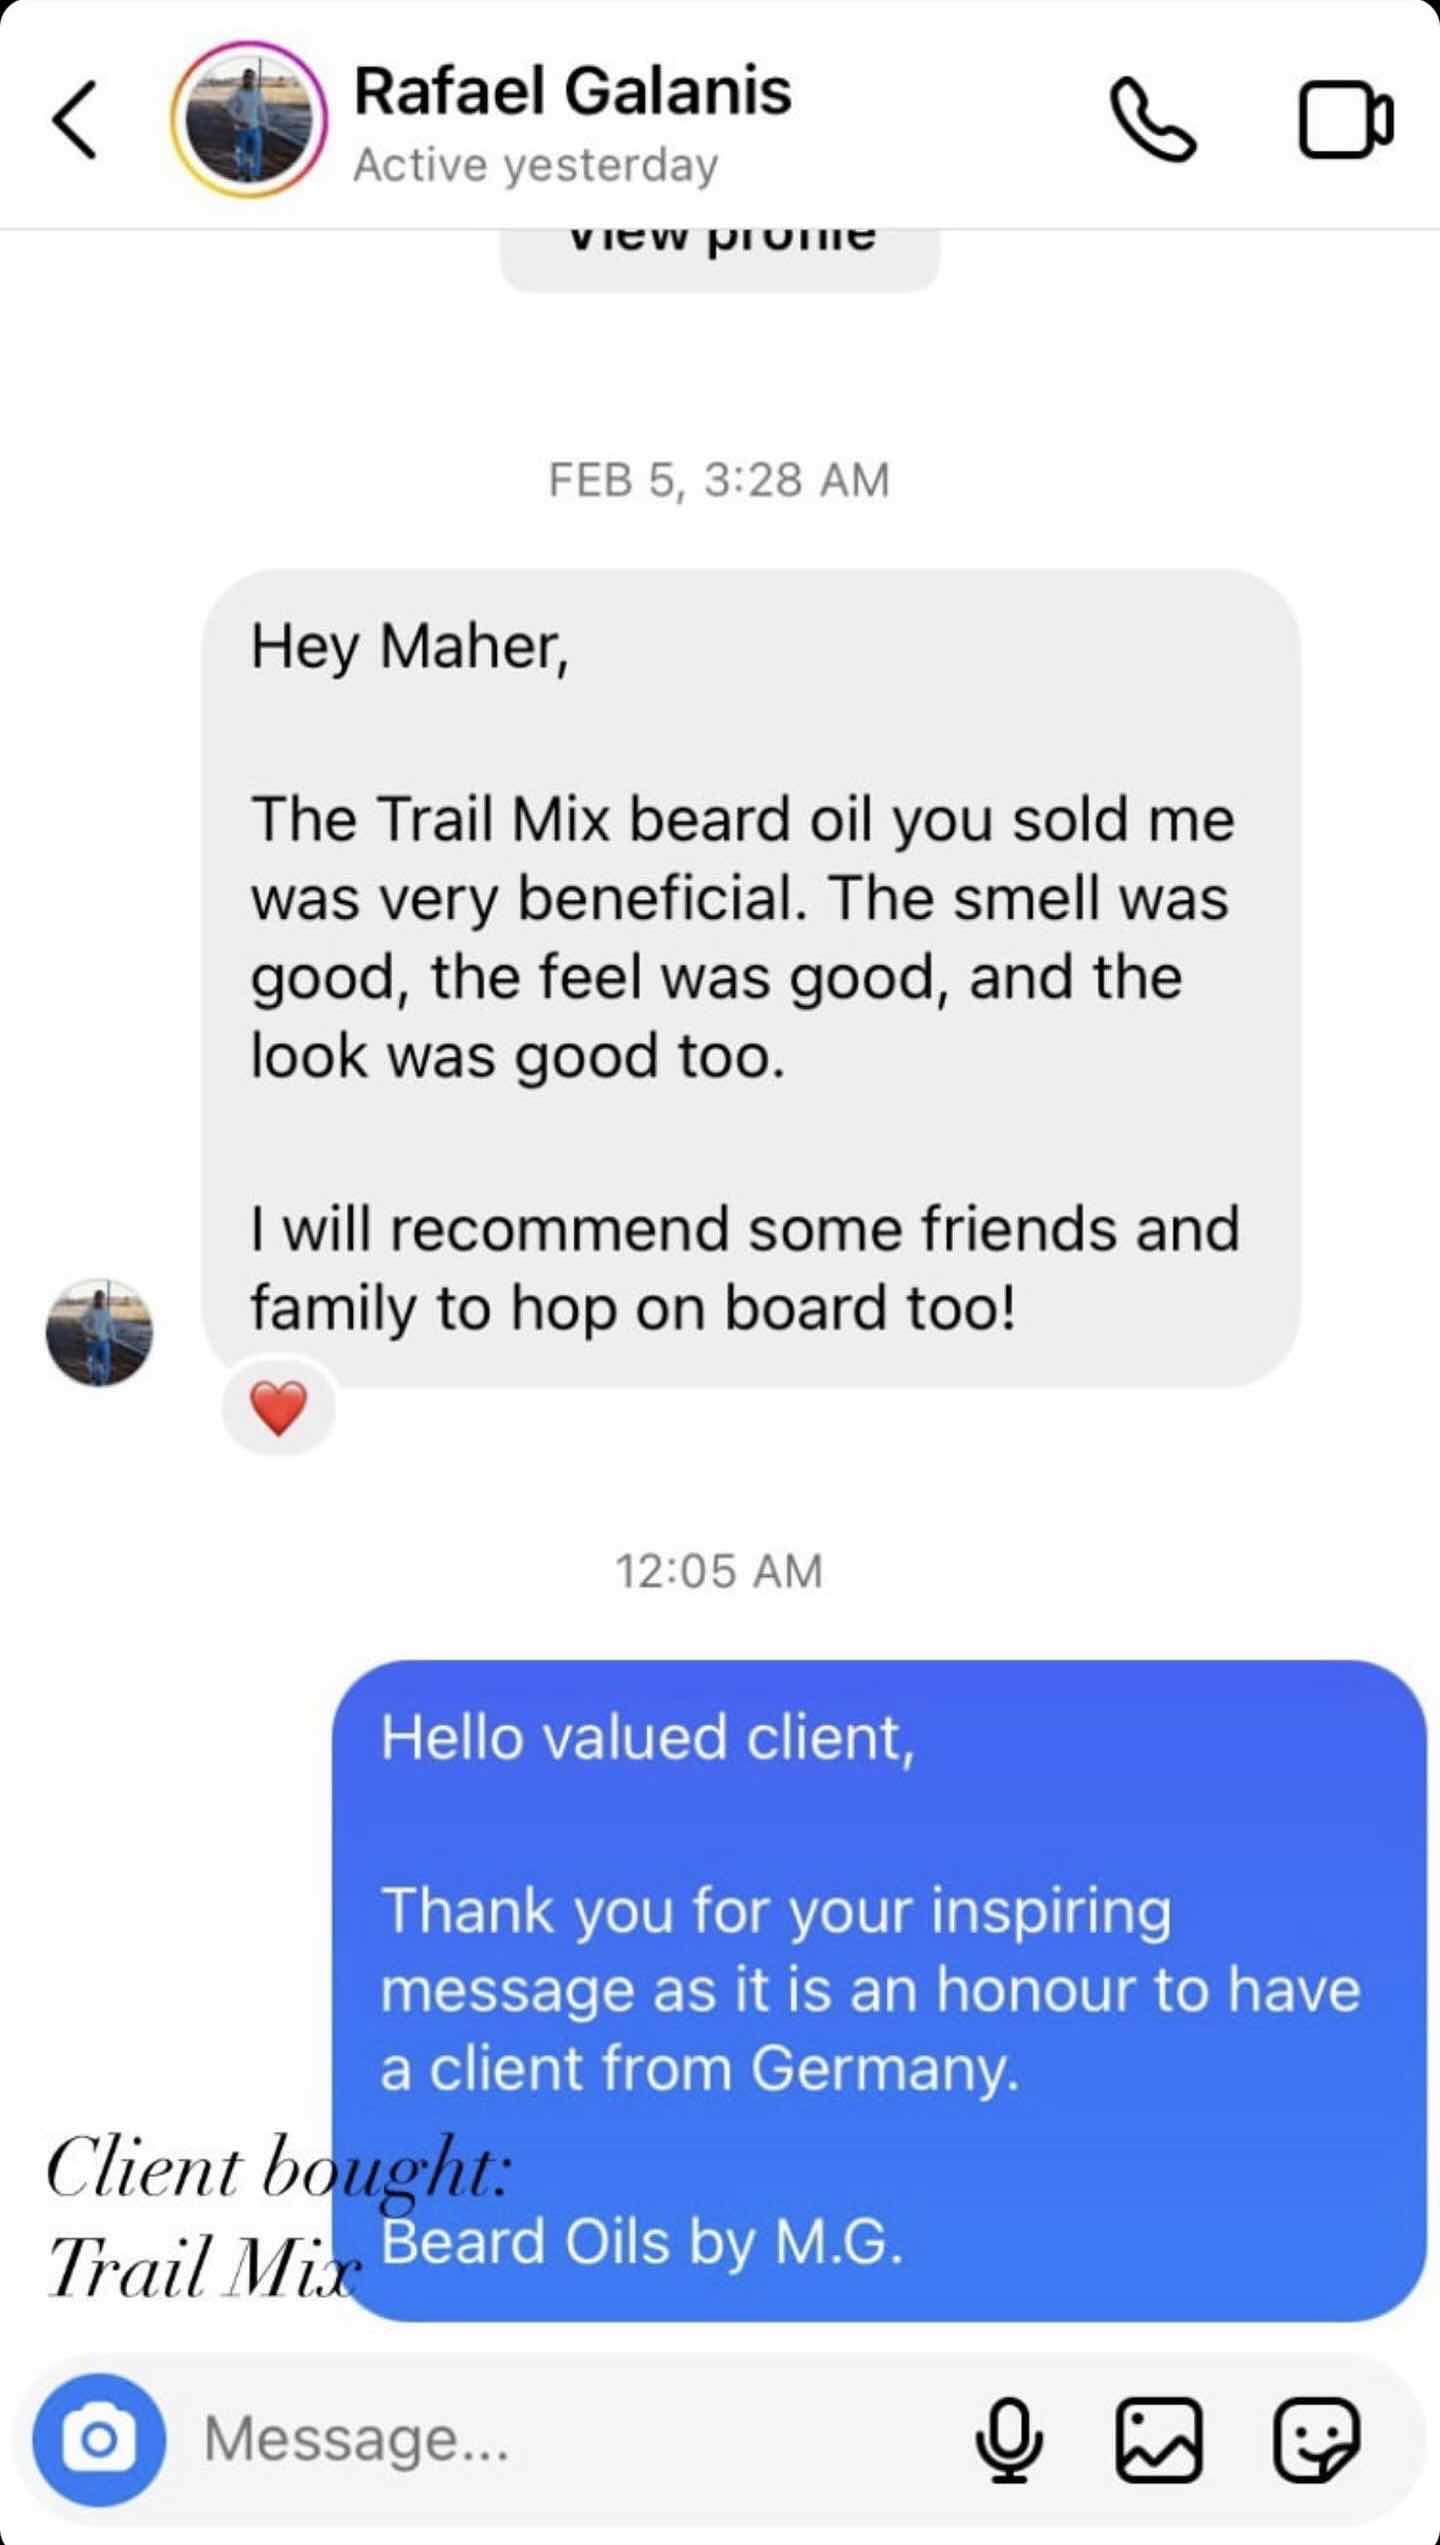 Rafael Galanis
Active yesterday
View profile
FEB 5, 3:28 AM
Hey Maher,
The Trail Mix beard oil you sold me
was very beneficial. The smell was
good, the feel was good, and the
look was good too.
I will recommend some friends and
family to hop on board too!
12:05 AM
Hello valued client,
Thank you for your inspiring
message as it is an honour to have
a client from Germany.
Beard Oils by M.G.
Client bought:
Trail Mix
Message...